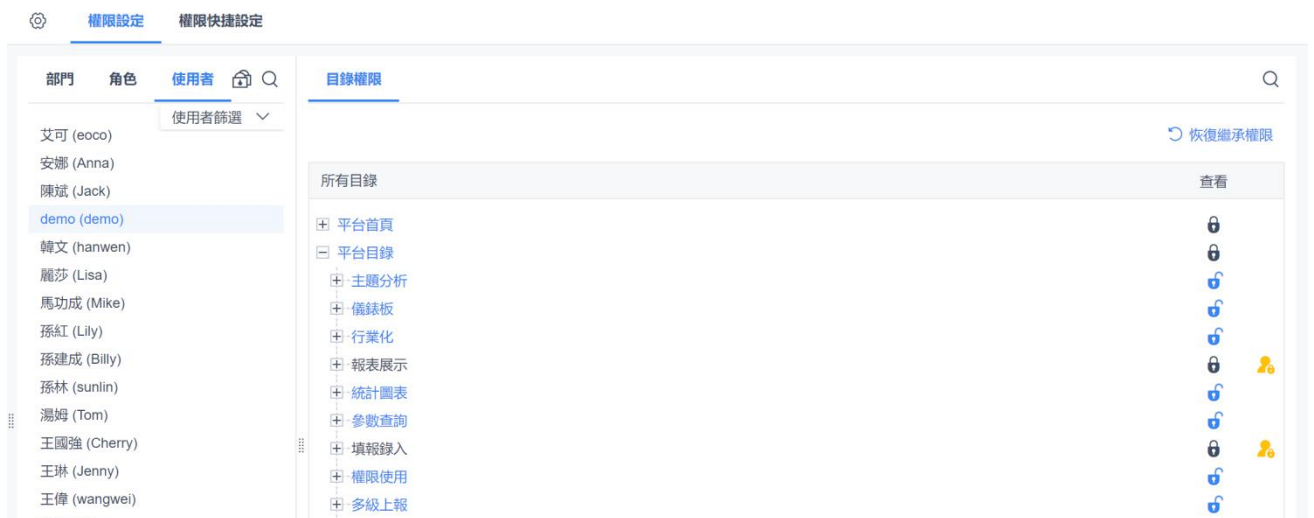 權限設定 權限快捷設定
部門 角色 使用者
使用者篩選
艾可 (eoco)
安娜 (Anna)
陳斌 (Jack)
demo (demo)
韓文 (hanwen)
麗莎 (Lisa)
馬功成 (Mike)
孫紅 (Lily)
孫建成 (Billy)
孫林 (sunlin)
湯姆 (Tom)
王國強 (Cherry)
王琳 (Jenny)
王偉 (wangwei)
目錄權限
恢復繼承權限
所有目錄 查看
平台首頁
平台目錄
主題分析
儀錶板
行業化
報表展示
統計圖表
參數查詢
填報錄入
權限使用
多級上報